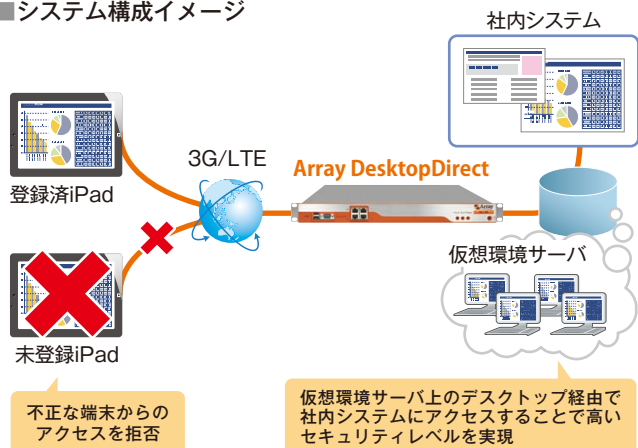 ■システム構成イメージ
社内システム
3G/LTE
Array DesktopDirect
登録済iPad
Array
仮想環境サーバ
未登録iPad
不正な端末からの
アクセスを拒否
仮想環境サーバ上のデスクトップ経由で
社内システムにアクセスすることで高い
セキュリティレベルを実現